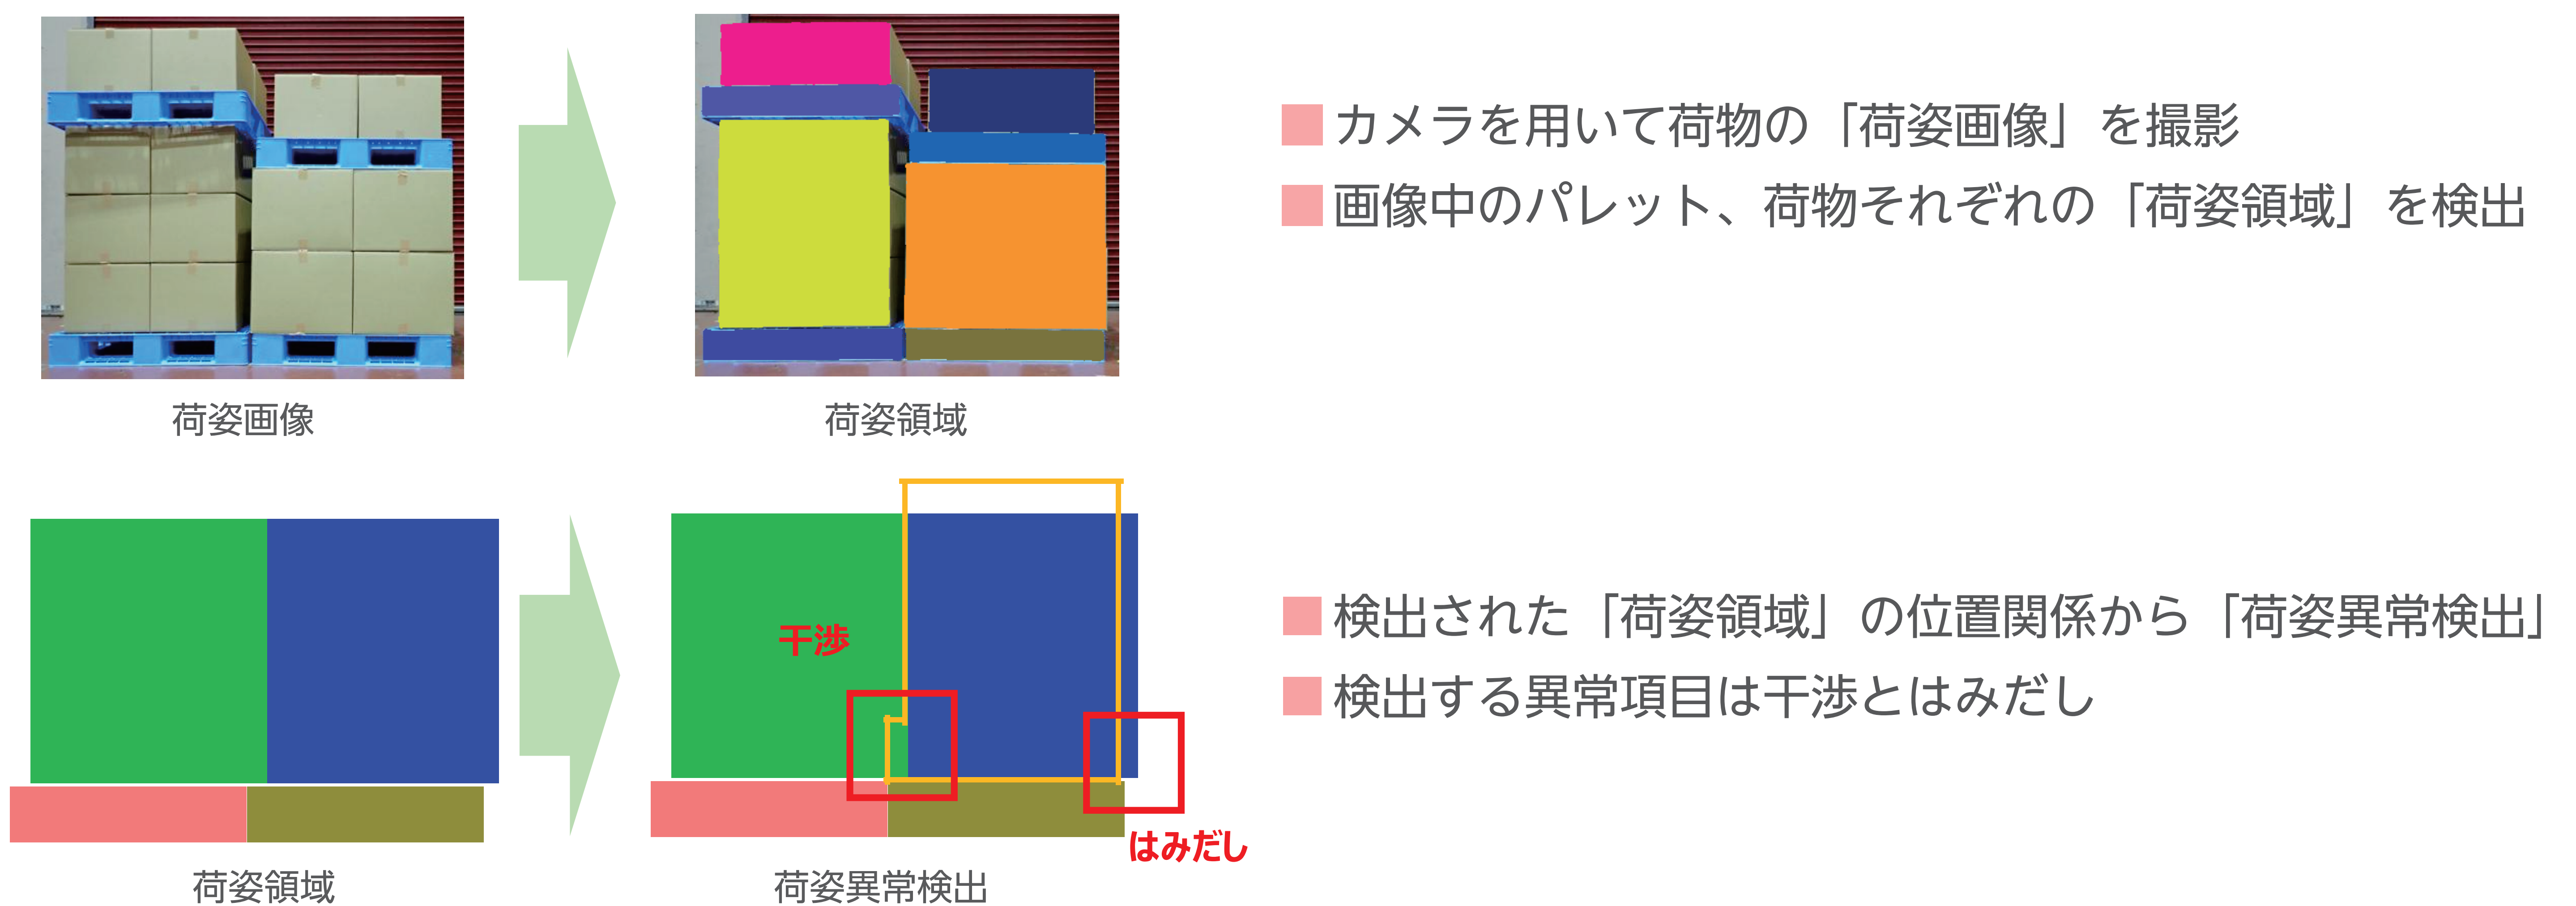 ■カメラを用いて荷物の「荷姿画像」を撮影
■画像中のパレット、荷物それぞれの「荷姿領域」を検出
荷姿画像
荷姿領域
干渉
■検出された「荷姿領域」の位置関係から「荷姿異常検出」
■検出する異常項目は干渉とはみだし
はみだし
荷姿領域
荷姿異常検出